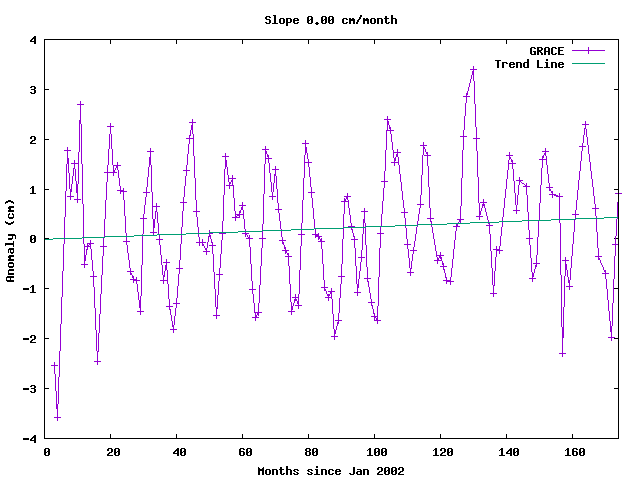 Slope 0.00 cm/month
GRACE
Trend Line
4
3
2
1
0
-1
-2
-3
-4
Anomaly (cm)
0 20 40 60 80 100 120 140 160
Months since Jan 2002